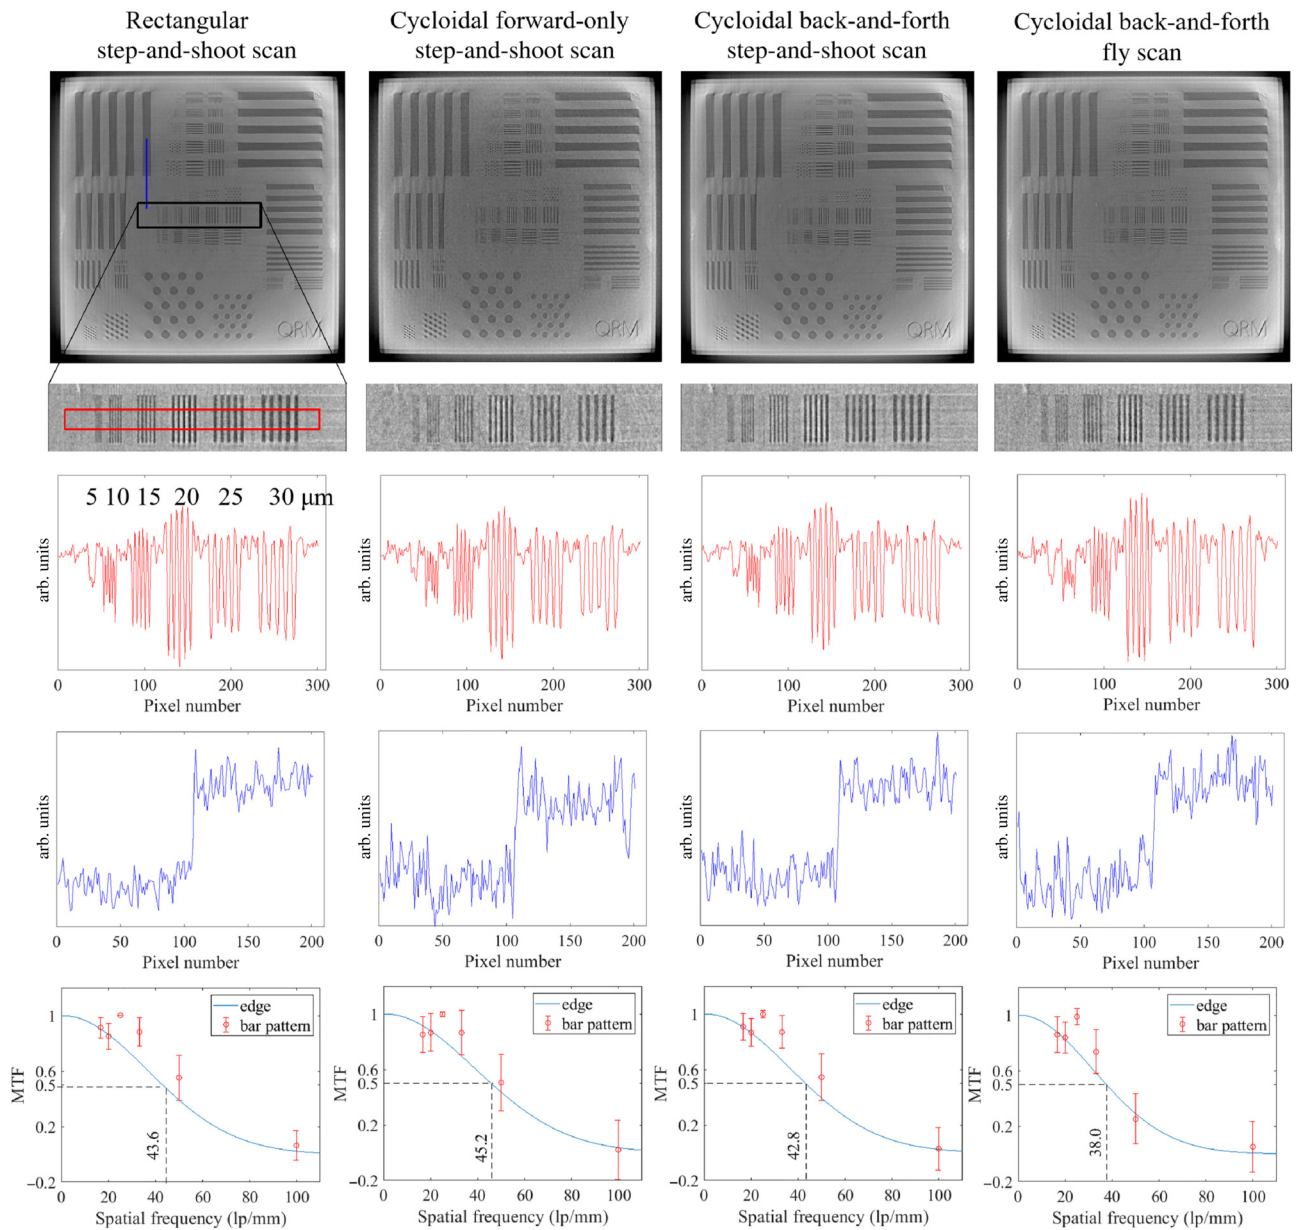 Rectangular
step-and-shoot scan
Cycloidal forward-only
step-and-shoot scan
Cycloidal back-and-forth
step-and-shoot scan
Cycloidal back-and-forth
fly scan
QRM
QRM
QRM
QRM
5 10 15 20 25 30 μm
arb. units
0 100 200 300
Pixel number
arb. units
0 100 200 300
Pixel number
arb. units
0 100 200 300
Pixel number
arb. units
0 100 200 300
Pixel number
arb. units
0 50 100 150 200
Pixel number
arb. units
0 50 100 150 200
Pixel number
arb. units
0 50 100 150 200
Pixel number
arb. units
0 50 100 150 200
Pixel number
MTF
1
0.6
0.5
0.2
−0.2
edge
bar pattern
43.6
0 20 40 60 80 100
Spatial frequency (lp/mm)
MTF
1
0.6
0.5
0.2
−0.2
edge
bar pattern
45.2
0 20 40 60 80 100
Spatial frequency (lp/mm)
MTF
1
0.6
0.5
0.2
−0.2
edge
bar pattern
42.8
0 20 40 60 80 100
Spatial frequency (lp/mm)
MTF
1
0.6
0.5
0.2
−0.2
edge
bar pattern
38.0
0 20 40 60 80 100
Spatial frequency (lp/mm)